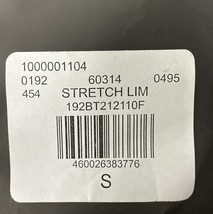 1000001104
0192 60314 0495
454 STRETCH LIM
192BT212110F
460026383776
S